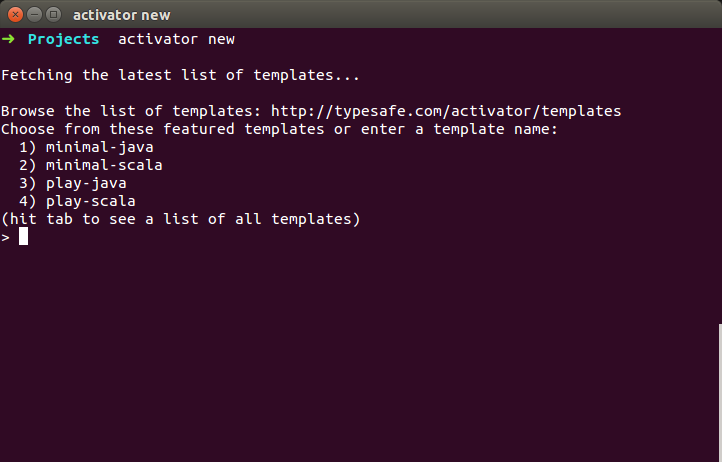 activator new
➜ Projects activator new
Fetching the latest list of templates...
Browse the list of templates: http://typesafe.com/activator/templates
Choose from these featured templates or enter a template name:
1) minimal-java
2) minimal-scala
3) play-java
4) play-scala
(hit tab to see a list of all templates)
>